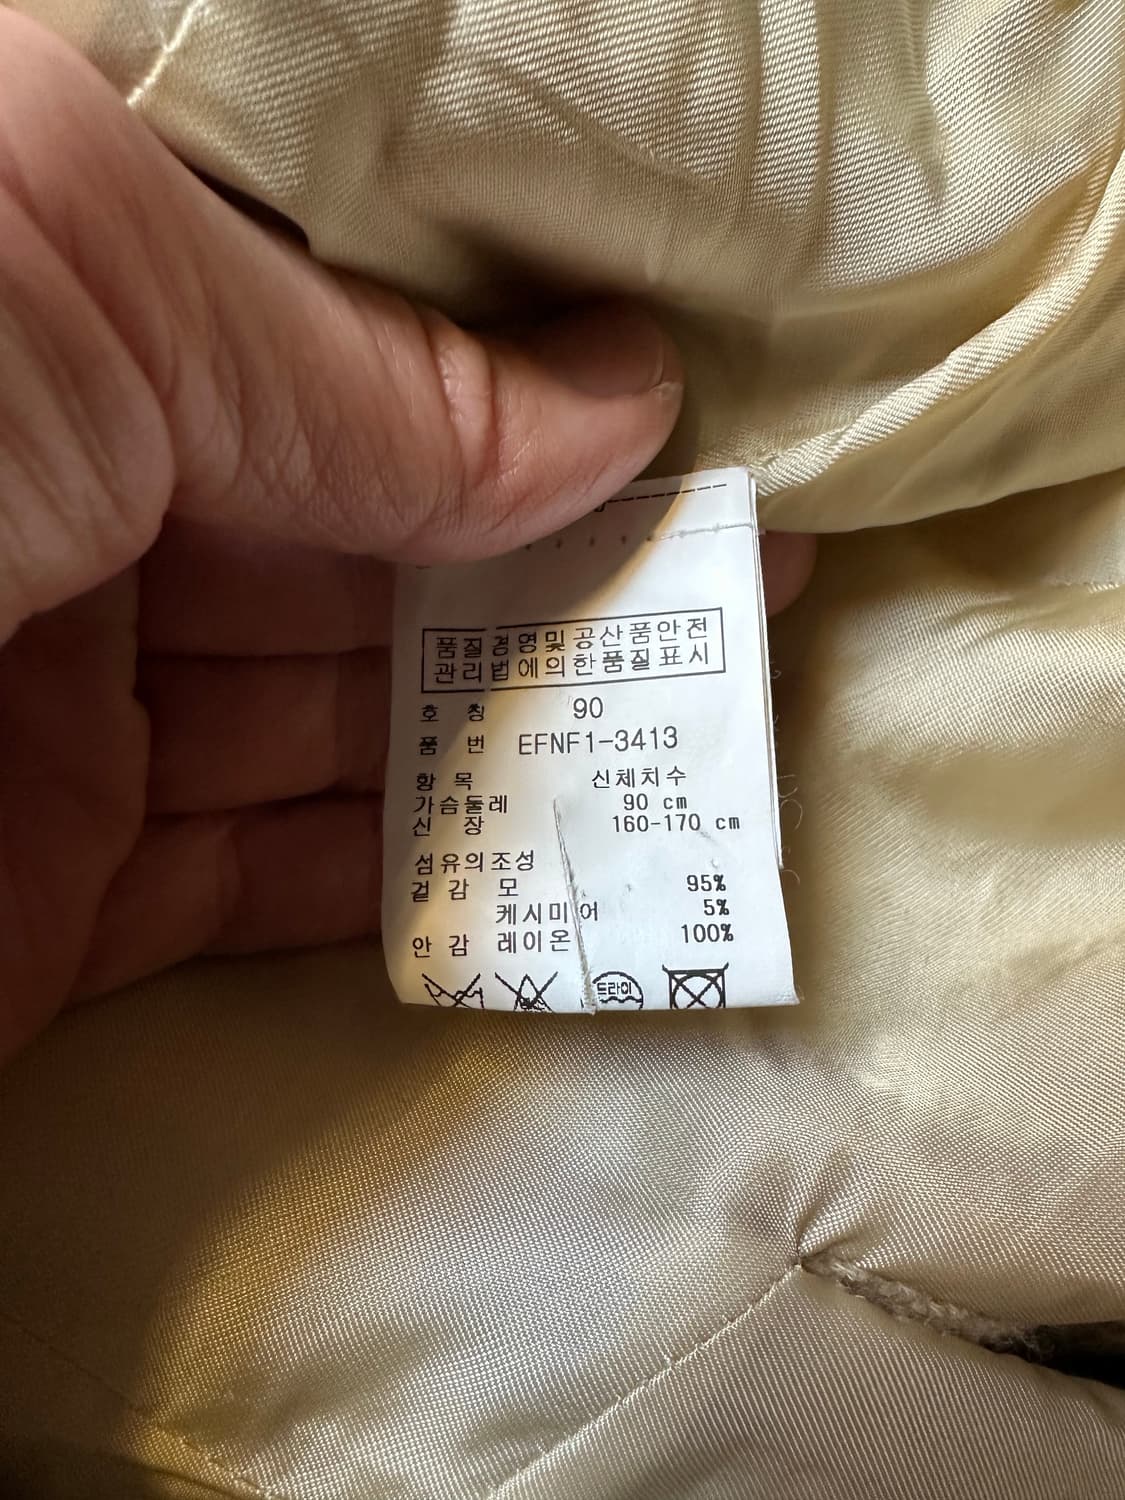 품질경영및공산품안전
관리법에의한품질표시
호 칭 90
품 번 EFNF1-3413
항 목 신체치수
가슴둘레 90 cm
신 장 160-170 cm
섬유의조성
겉 감 모 95%
케시미어 5%
안 감 레이온 100%
드라이